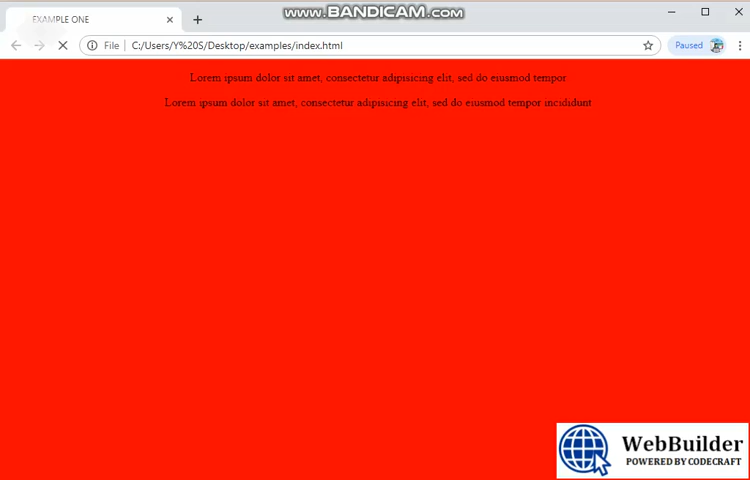 EXAMPLE ONE
www.BANDICAM.com
File
C:/Users/Y%20S/Desktop/examples/index.html
Paused
Lorem ipsum dolor sit amet, consectetur adipisicing elit, sed do eiusmod tempor
Lorem ipsum dolor sit amet, consectetur adipisicing elit, sed do eiusmod tempor incididunt
WebBuilder
POWERED BY CODECRAFT